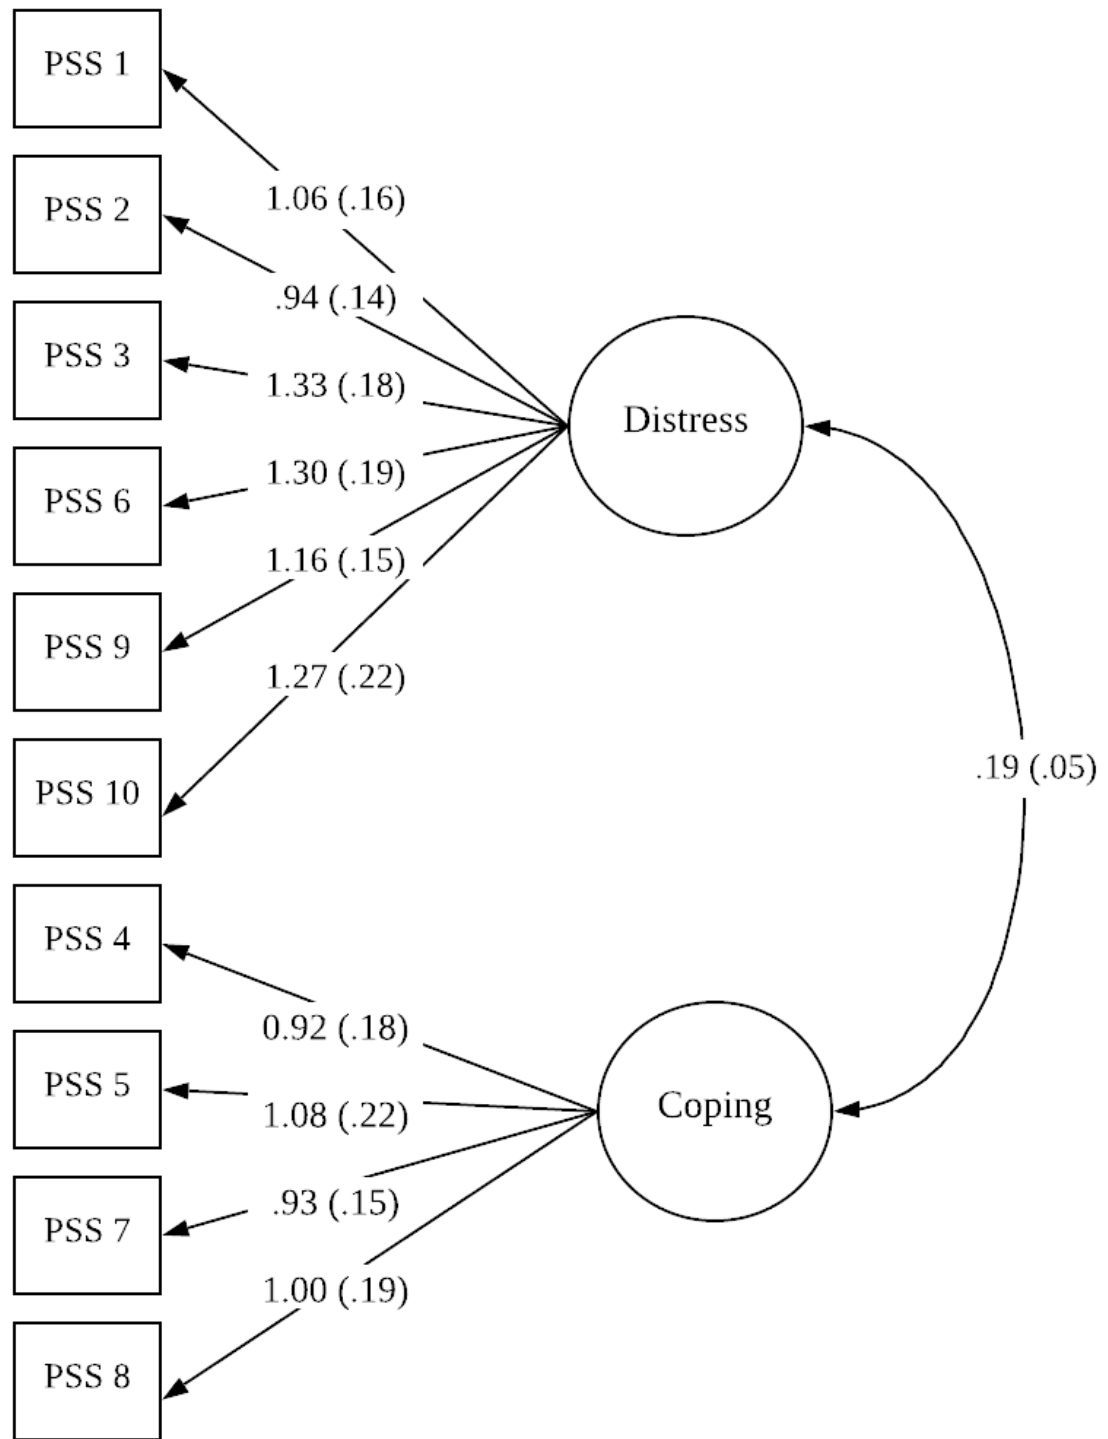 PSS 1
1.06 (.16)
PSS 2
.94 (.14)
PSS 3
1.33 (.18)
Distress
PSS 6
1.30 (.19)
1.16 (.15)
PSS 9
1.27 (.22)
.19 (.05)
PSS 10
PSS 4
0.92 (.18)
PSS 5
1.08 (.22)
Coping
.93 (.15)
PSS 7
1.00 (.19)
PSS 8